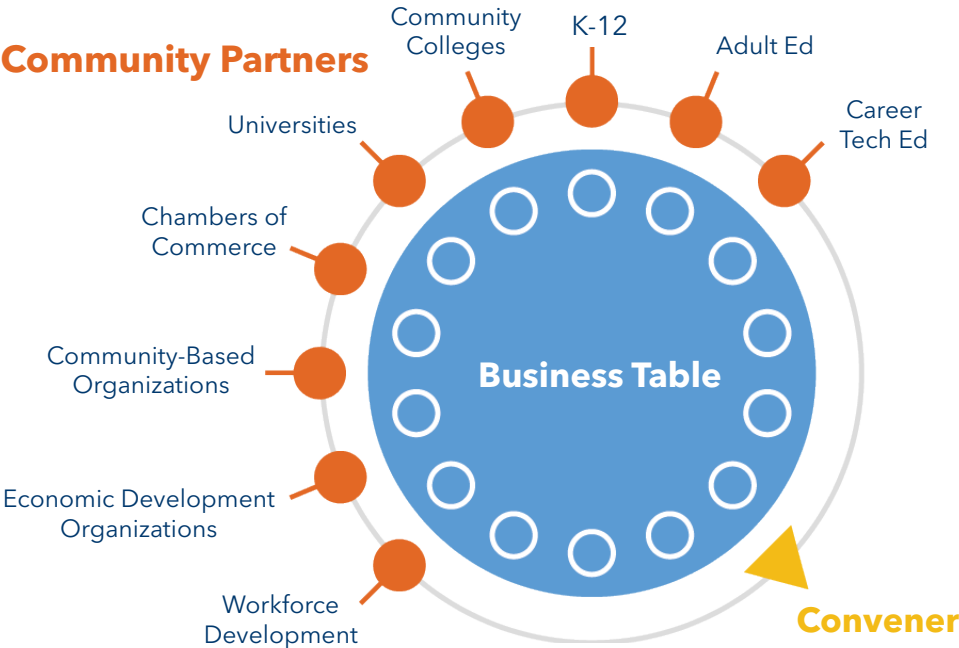 Community Partners
Community
Colleges
K-12
Adult Ed
Career
Tech Ed
Universities
Chambers of
Commerce
Community-Based
Organizations
Business Table
Economic Development
Organizations
Workforce
Development
Convener